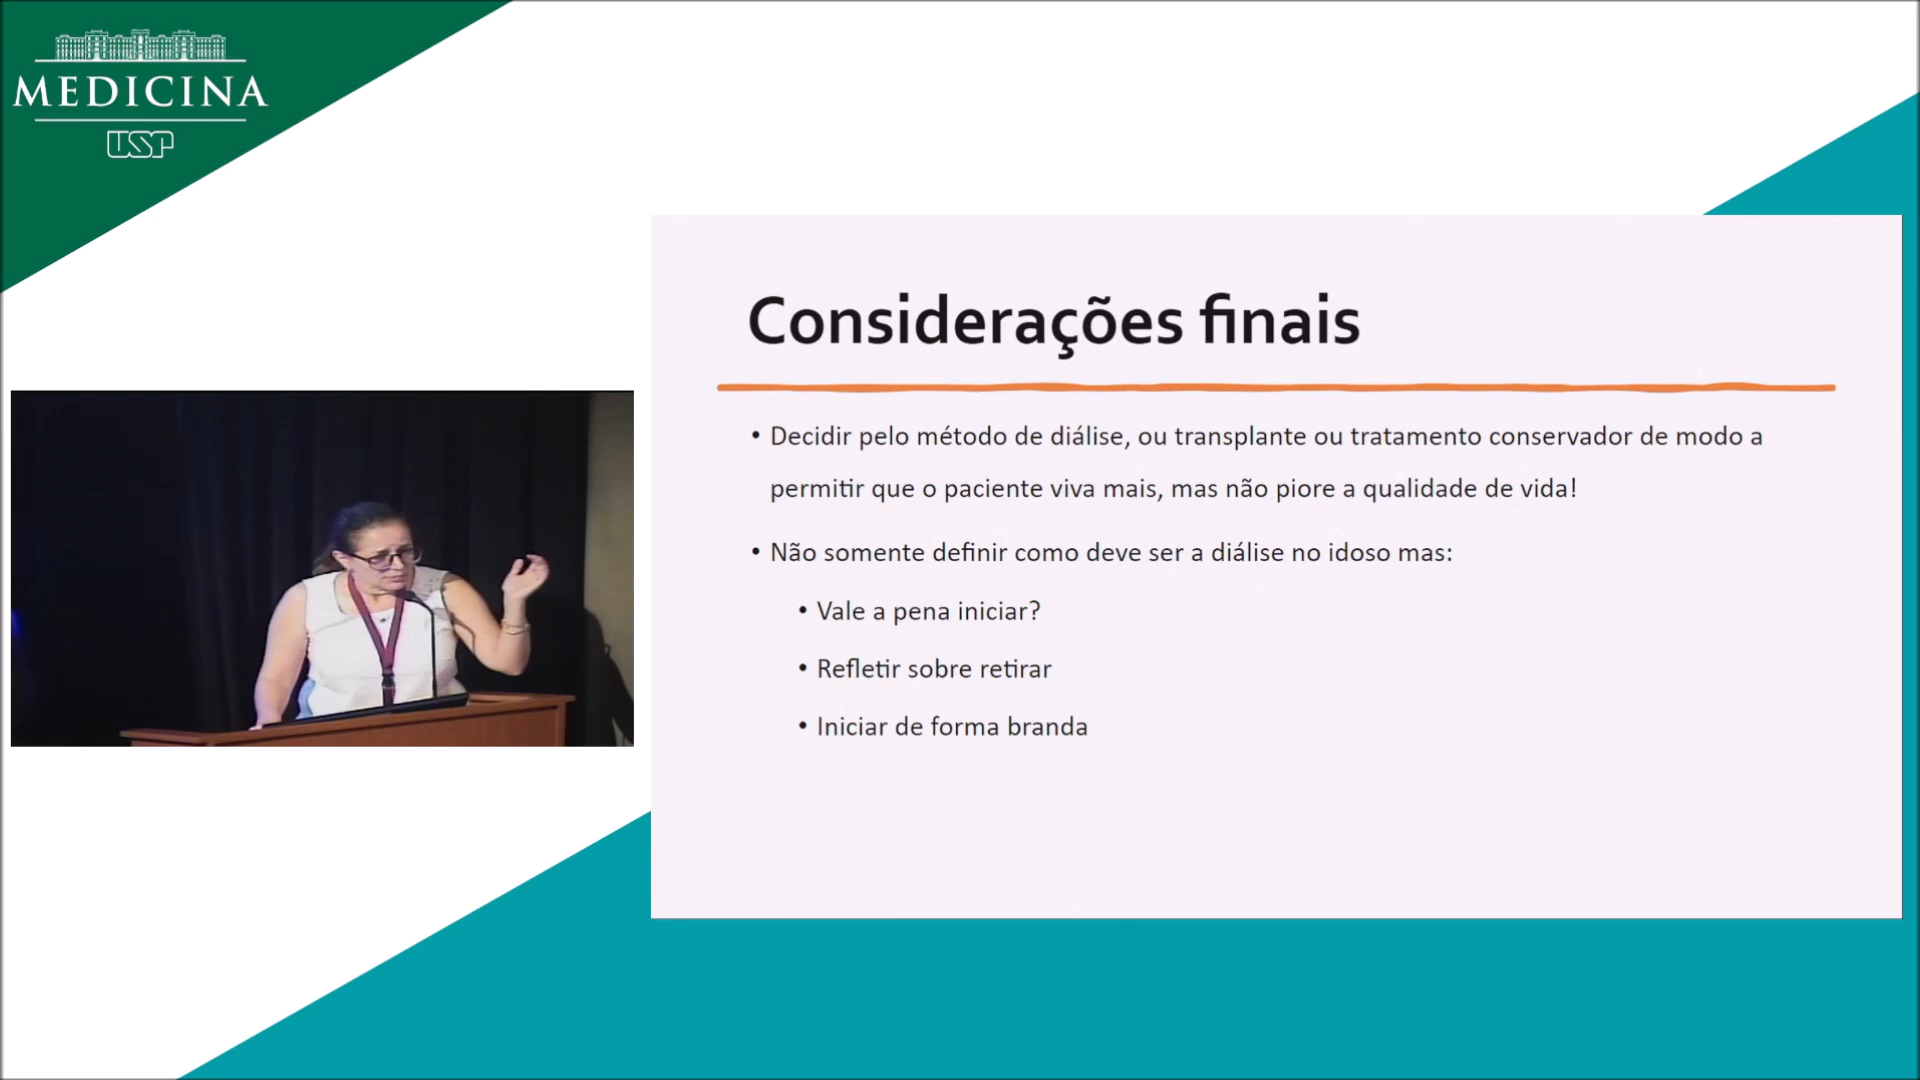 MEDICINA
USP
Considerações finais
• Decidir pelo método de diálise, ou transplante ou tratamento conservador de modo a
permitir que o paciente viva mais, mas não piore a qualidade de vida!
• Não somente definir como deve ser a diálise no idoso mas:
• Vale a pena iniciar?
• Refletir sobre retirar
• Iniciar de forma branda